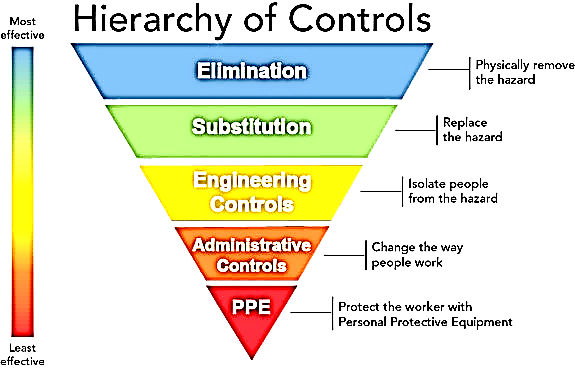 Hierarchy of Controls
Most
effective
Elimination
Physically remove
the hazard
Substitution
Replace
the hazard
Engineering
Controls
Isolate people
from the hazard
Administrative
Controls
Change the way
people work
PPE
Protect the worker with
Personal Protective Equipment
Least
effective